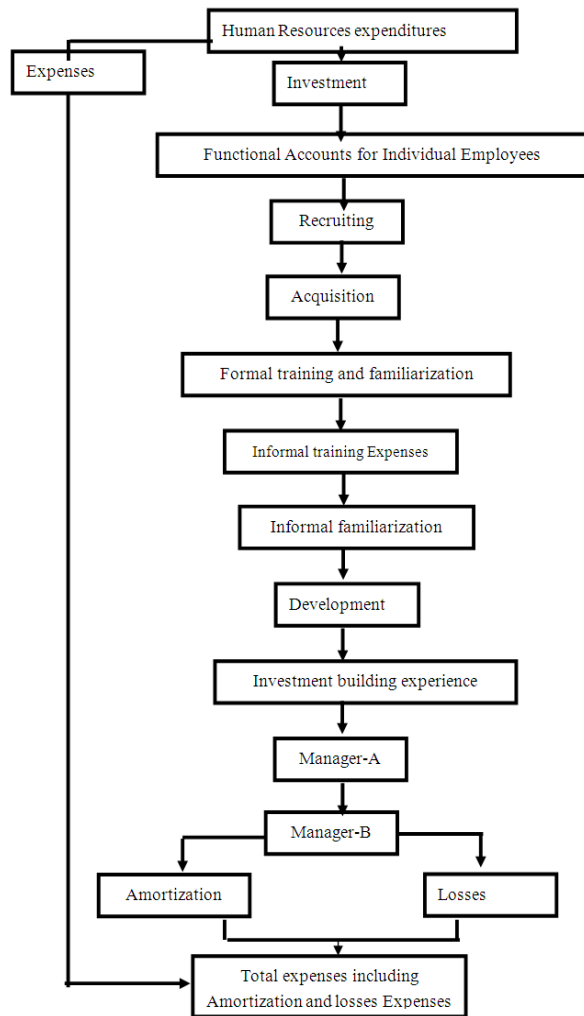 Human Resources expenditures
Expenses
Investment
Functional Accounts for Individual Employees
Recruiting
Acquisition
Formal training and familiarization
Informal training Expenses
Informal familiarization
Development
Investment building experience
Manager-A
Manager-B
Amortization
Losses
Total expenses including
Amortization and losses Expenses